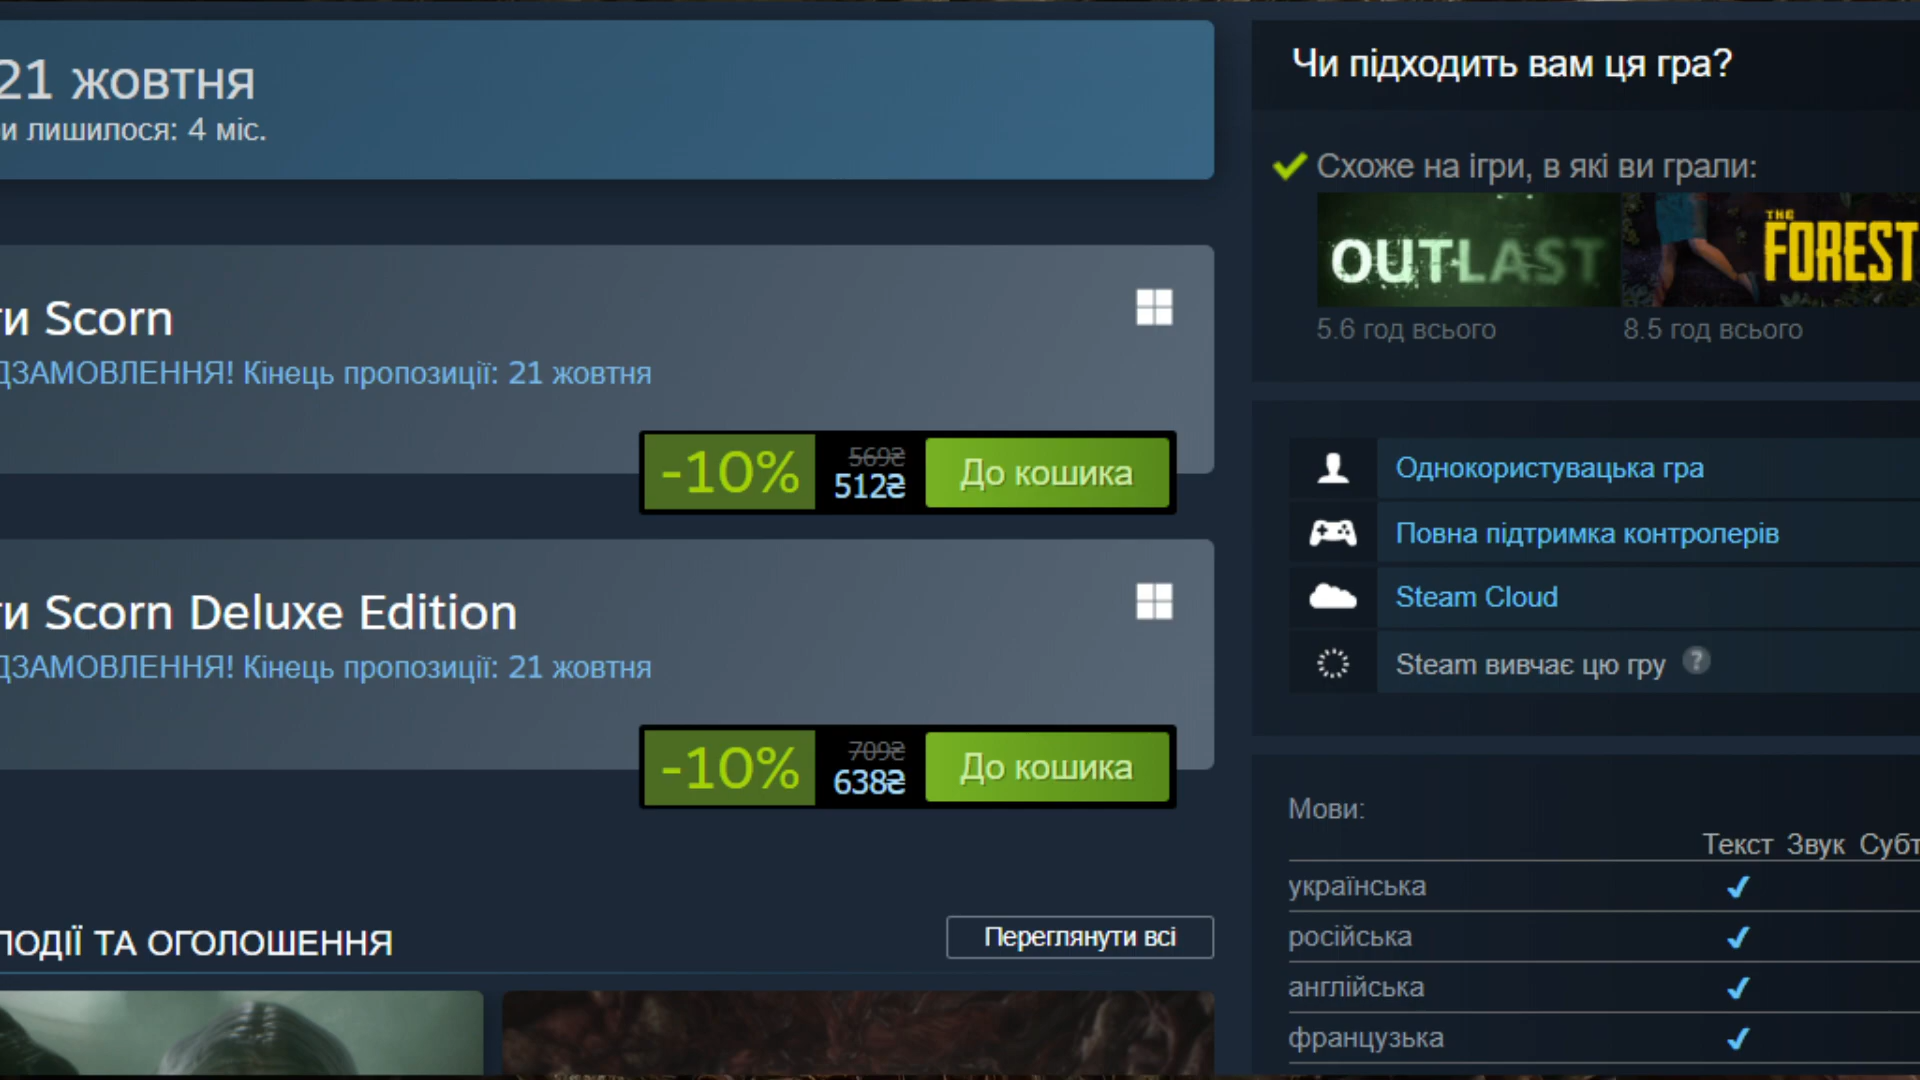 21 жовтня
и лишилося: 4 міс.
ти Scorn
ДЗАМОВЛЕННЯ! Кінець пропозиції: 21 жовтня
-10%
569₴
512₴
До кошика
ти Scorn Deluxe Edition
ДЗАМОВЛЕННЯ! Кінець пропозиції: 21 жовтня
-10%
709₴
638₴
До кошика
ПОДІЇ ТА ОГОЛОШЕННЯ
Переглянути всі
Чи підходить вам ця гра?
Схоже на ігри, в які ви грали:
OUTLAST
THE
FOREST
5.6 год всього
8.5 год всього
Однокористувацька гра
Повна підтримка контролерів
Steam Cloud
Steam вивчає цю гру ?
Мови:
Текст Звук Субт
українська
російська
англійська
французька